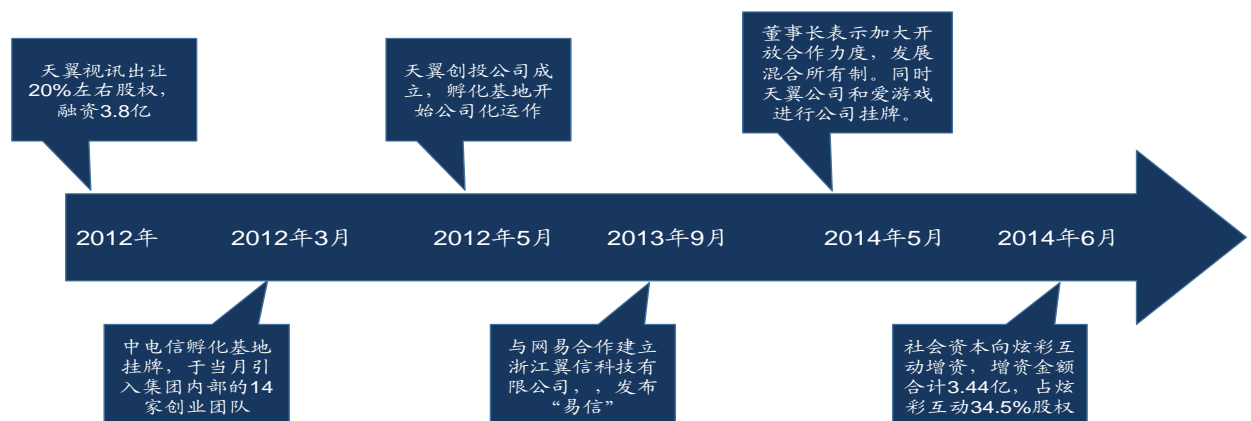 天翼视讯出让
20%左右股权，
融资3.8亿
天翼创投公司成
立，孵化基地开
始公司化运作
董事长表示加大开
放合作力度，发展
混合所有制。同时
天翼公司和爱游戏
进行公司挂牌。
2012年
2012年3月
2012年5月
2013年9月
2014年5月
2014年6月
中电信孵化基地
挂牌，于当月引
入集团内部的14
家创业团队
与网易合作建立
浙江翼信科技有
限公司，，发布
“易信”
社会资本向炫彩互
动增资，增资金额
合计3.44亿，占炫
彩互动34.5%股权